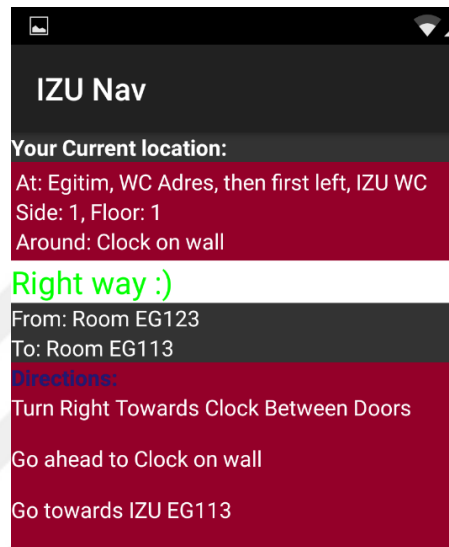 IZU Nav
Your Current location:
At: Egitim, WC Adres, then first left, IZU WC
Side: 1, Floor: 1
Around: Clock on wall
Right way :)
From: Room EG123
To: Room EG113
Directions:
Turn Right Towards Clock Between Doors
Go ahead to Clock on wall
Go towards IZU EG113